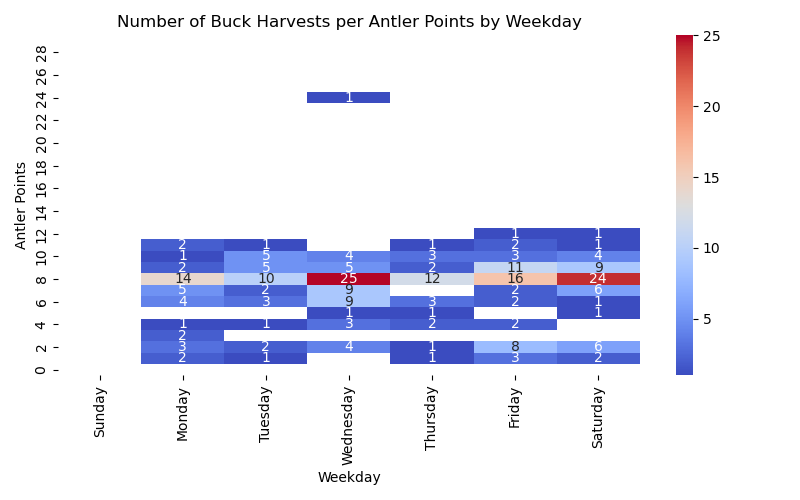 Number of Buck Harvests per Antler Points by Weekday
28
26
24
22
20
18
16
14
12
10
8
6
4
2
0
Antler Points
1
1 1
2 1 1 2 1
1 5 4 3 3 4
2 5 5 2 11 9
14 10 25 12 16 24
5 2 9 2 6
4 3 9 3 2 1
1 1 1
1 1 3 2 2
2
3 2 4 1 8 6
2 1 1 3 2
Sunday Monday Tuesday Wednesday Thursday Friday Saturday
Weekday
25
20
15
10
5